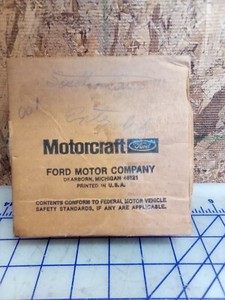 Motorcraft Ford
FORD MOTOR COMPANY
DEARBORN, MICHIGAN 48121
PRINTED IN U.S.A.
CONTENTS CONFORM TO FEDERAL MOTOR VEHICLE
SAFETY STANDARDS, IF ANY ARE APPLICABLE.